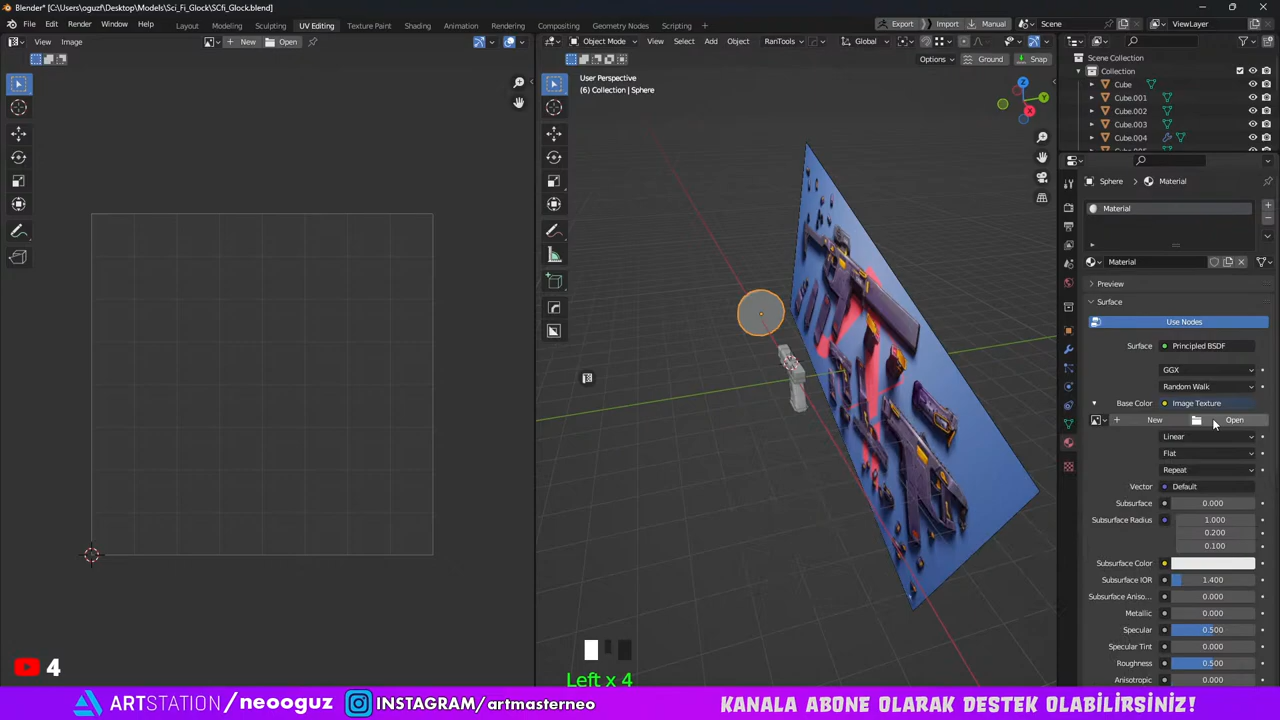 Blender* [C:\Users\oguzf\Desktop\Models\Sci_Fi_Glock\SCfi_Glock.blend]
File Edit Render Window Help Layout Modeling Sculpting UV Editing Texture Paint Shading Animation Rendering Compositing Geometry Nodes Scripting Export Import Manual Scene ViewLayer
View Image New Open Object Mode View Select Add Object RanTools Global
Options Ground Snap
Scene Collection
Collection
Cube
Cube.001
Cube.002
Cube.003
Cube.004
User Perspective
(6) Collection | Sphere
Z
Y
X
Sphere Material
Material
Material
Preview
Surface
Use Nodes
Surface Principled BSDF
GGX
Random Walk
Base Color Image Texture
New Open
Linear
Flat
Repeat
Vector Default
Subsurface 0.000
Subsurface Radius 1.000
0.200
0.100
Subsurface Color
Subsurface IOR 1.400
Subsurface Aniso... 0.000
Metallic 0.000
Specular 0.500
Specular Tint 0.000
Roughness 0.500
Anisotropic 0.000
4
Left x 4
ARTSTATION/neooguz INSTAGRAM/artmasterneo KANALA ABONE OLARAK DESTEK OLABİLİRSİNİZ!